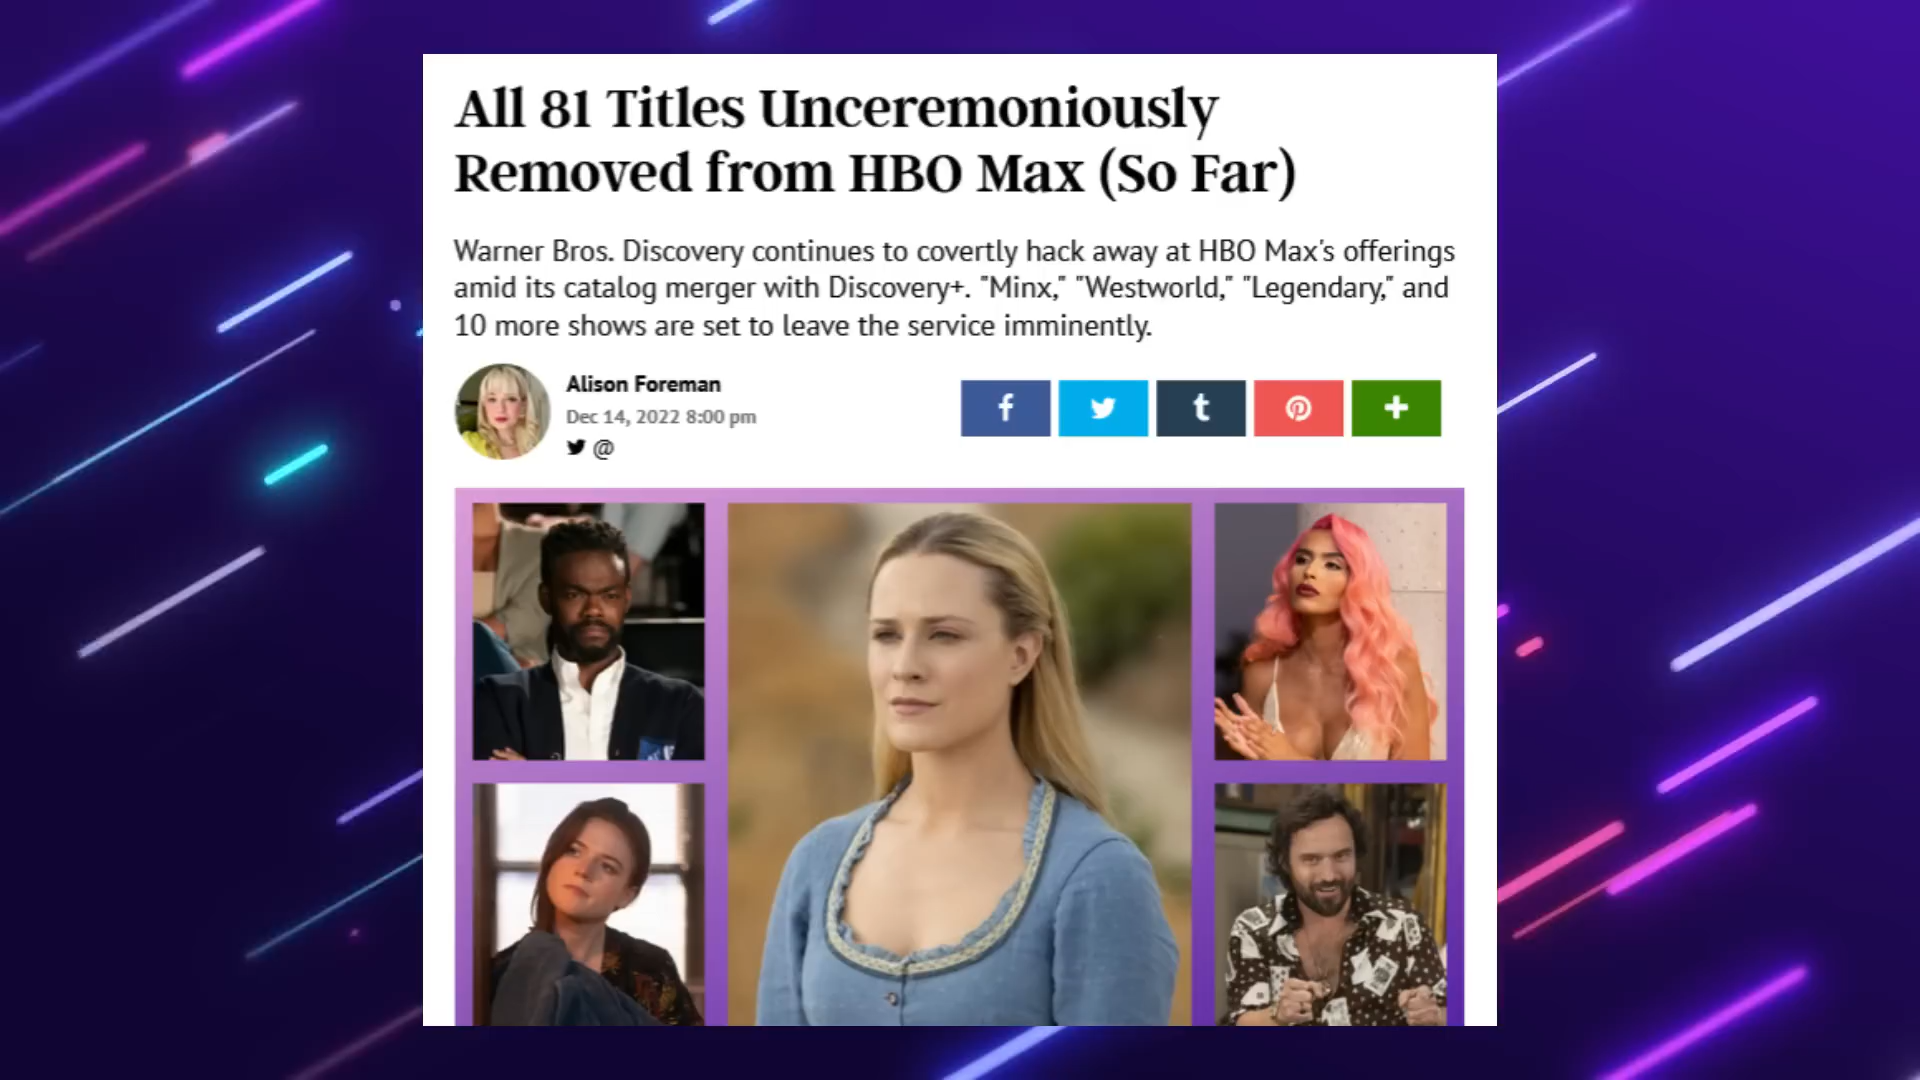 All 81 Titles Unceremoniously
Removed from HBO Max (So Far)
Warner Bros. Discovery continues to covertly hack away at HBO Max's offerings
amid its catalog merger with Discovery+. "Minx," "Westworld," "Legendary," and
10 more shows are set to leave the service imminently.
Alison Foreman
Dec 14, 2022 8:00 pm
@
f
t
+